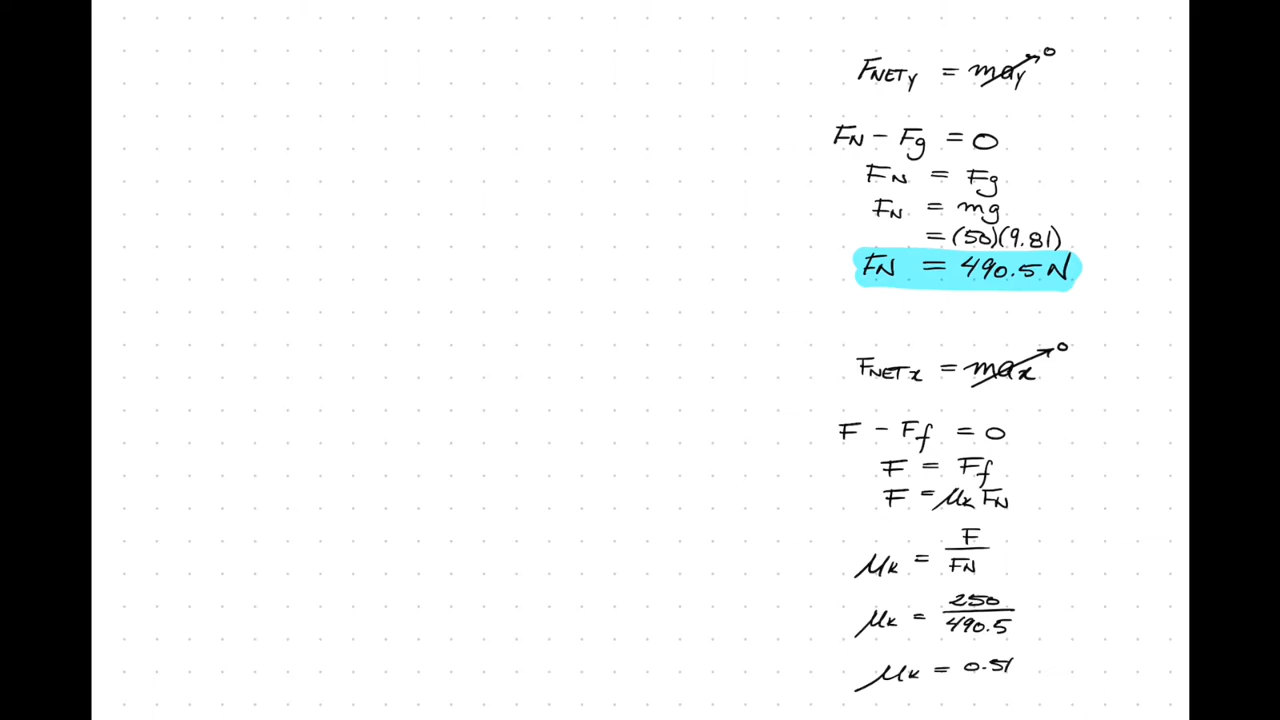 FNETy = may→0
FN - Fg = 0
FN = Fg
FN = mg
= (50)(9.81)
FN = 490.5 N
FNETx = max→0
F - Ff = 0
F = Ff
F = μk FN
μk = F/FN
μk = 250/490.5
μk = 0.51